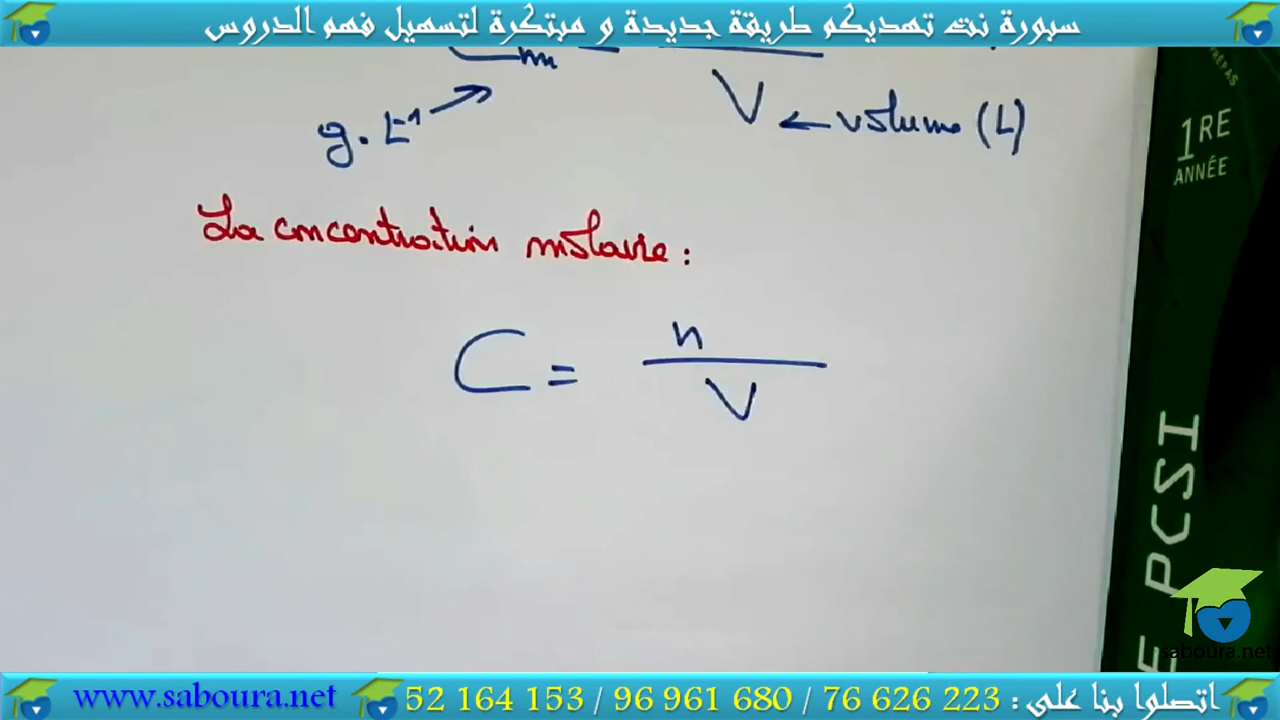 سبورة نت تهديكم طريقة جديدة و مبتكرة لتسهيل فهم الدروس
m =
V ← volume (L)
g. L⁻¹
La concentration molaire :
C = n / V
PRÉPAS
1RE
ANNÉE
E PCSI
saboura.net
www.saboura.net 52 164 153 / 96 961 680 / 76 626 223 : اتصلوا بنا على